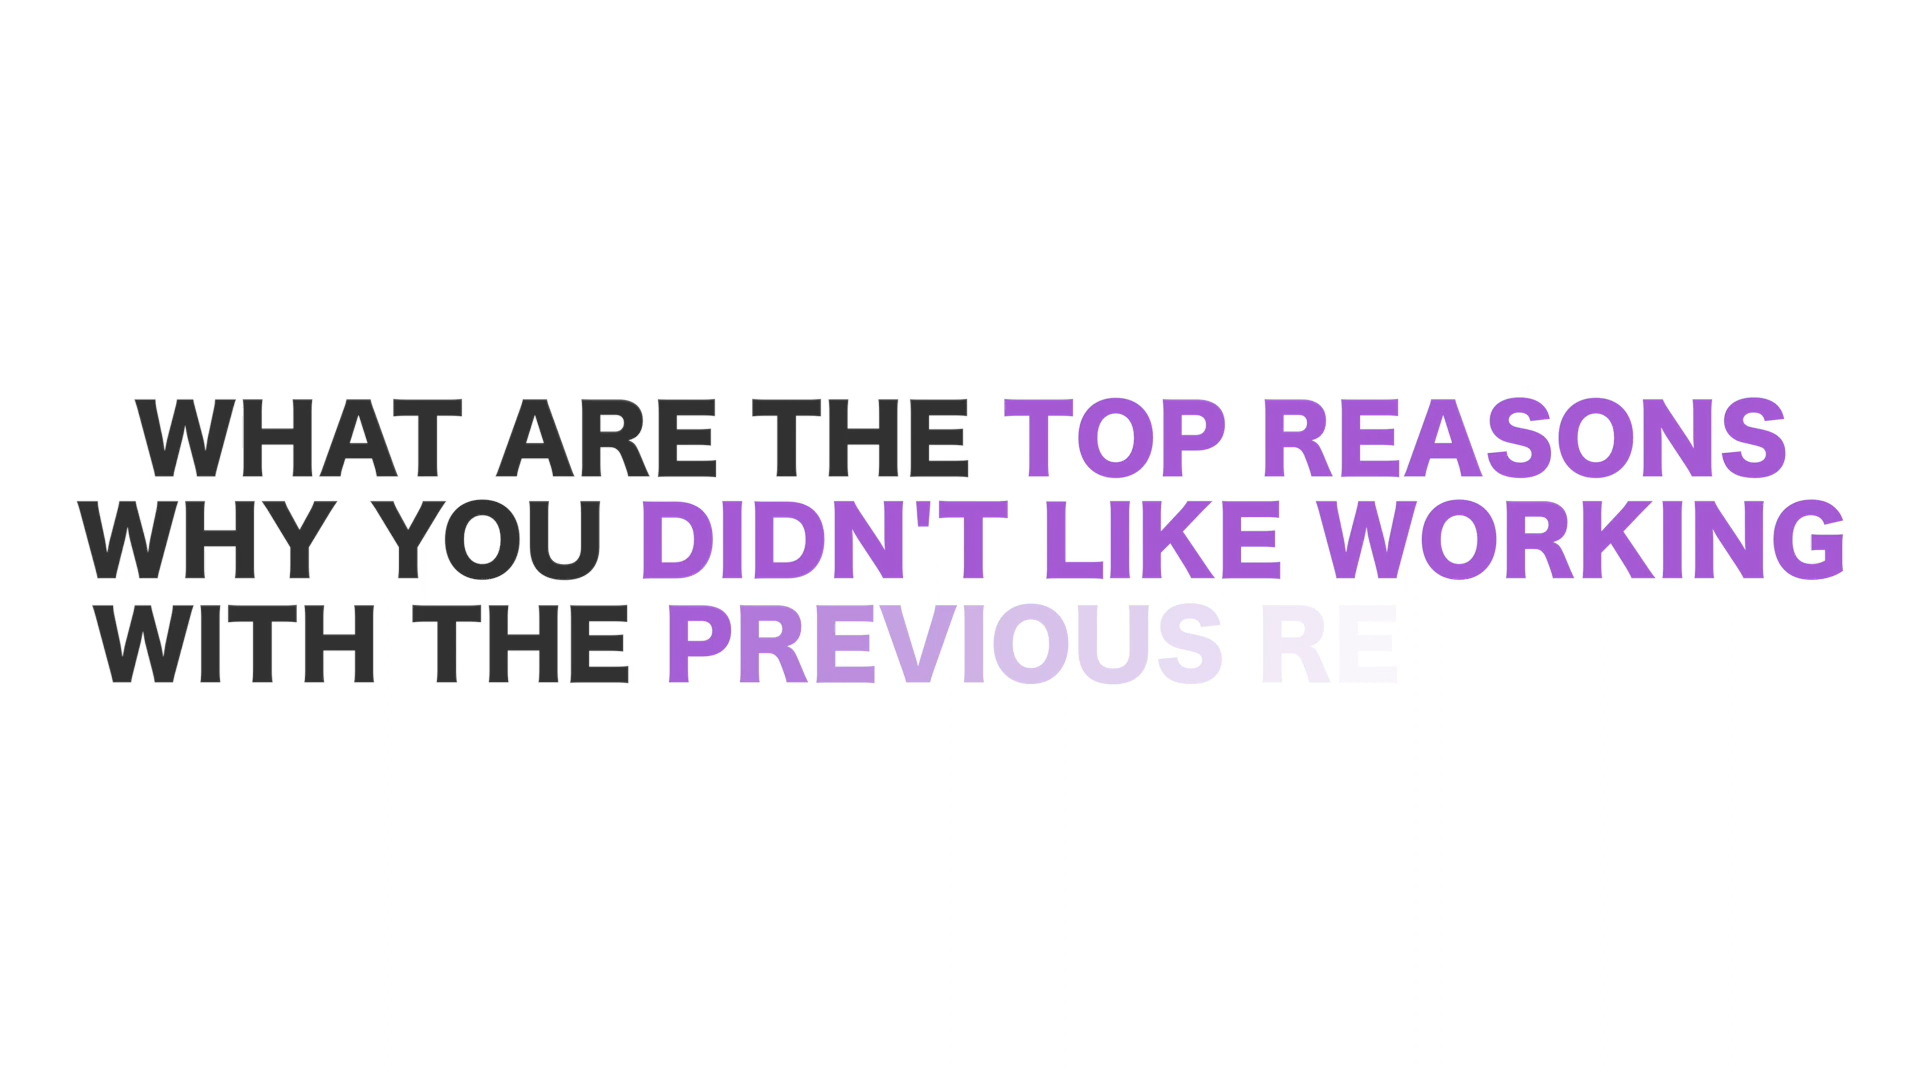 WHAT ARE THE TOP REASONS
WHY YOU DIDN'T LIKE WORKING
WITH THE PREVIOUS RE